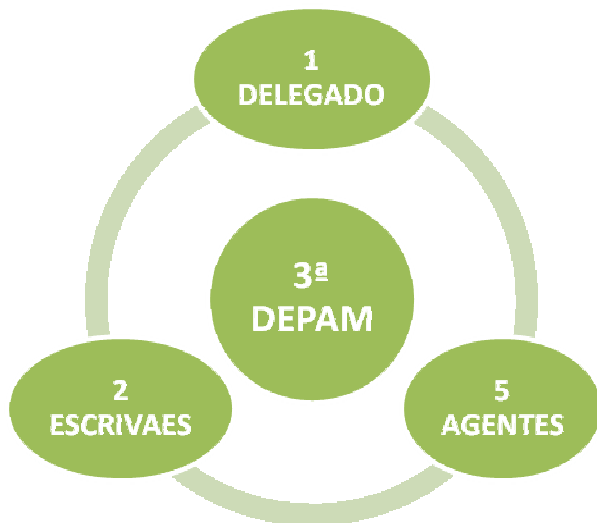 1
DELEGADO
3ª
DEPAM
2
ESCRIVAES
5
AGENTES